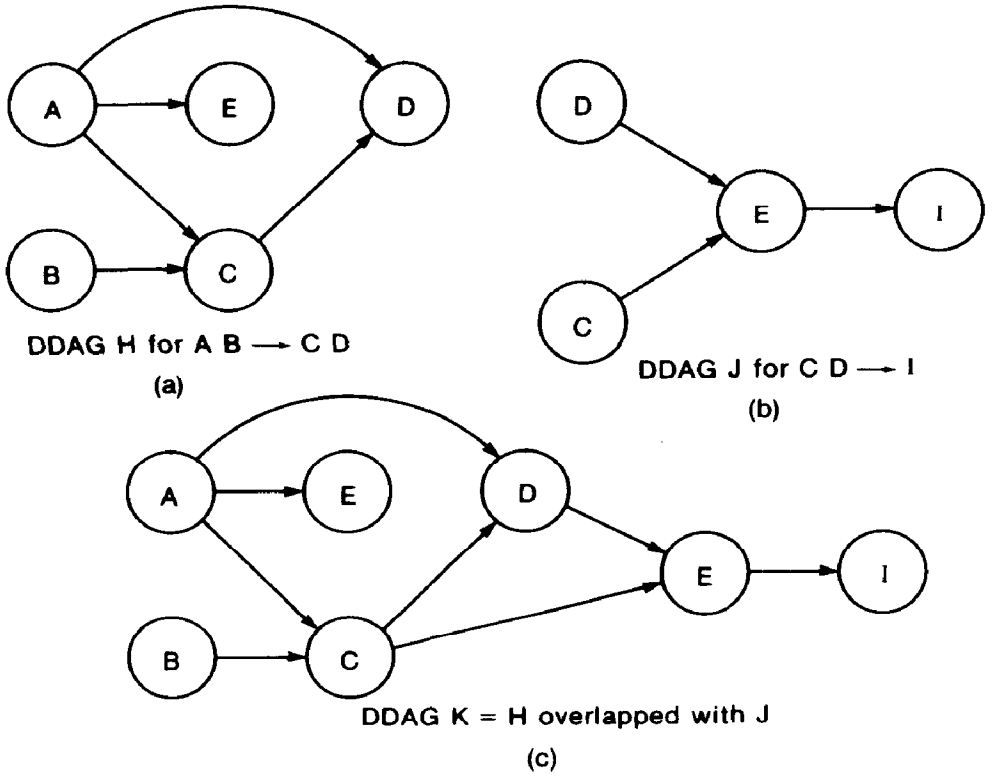 A
E
D
B
C
DDAG H for A B → C D
(a)
D
E
I
C
DDAG J for C D → I
(b)
A
E
D
E
I
B
C
DDAG K = H overlapped with J
(c)